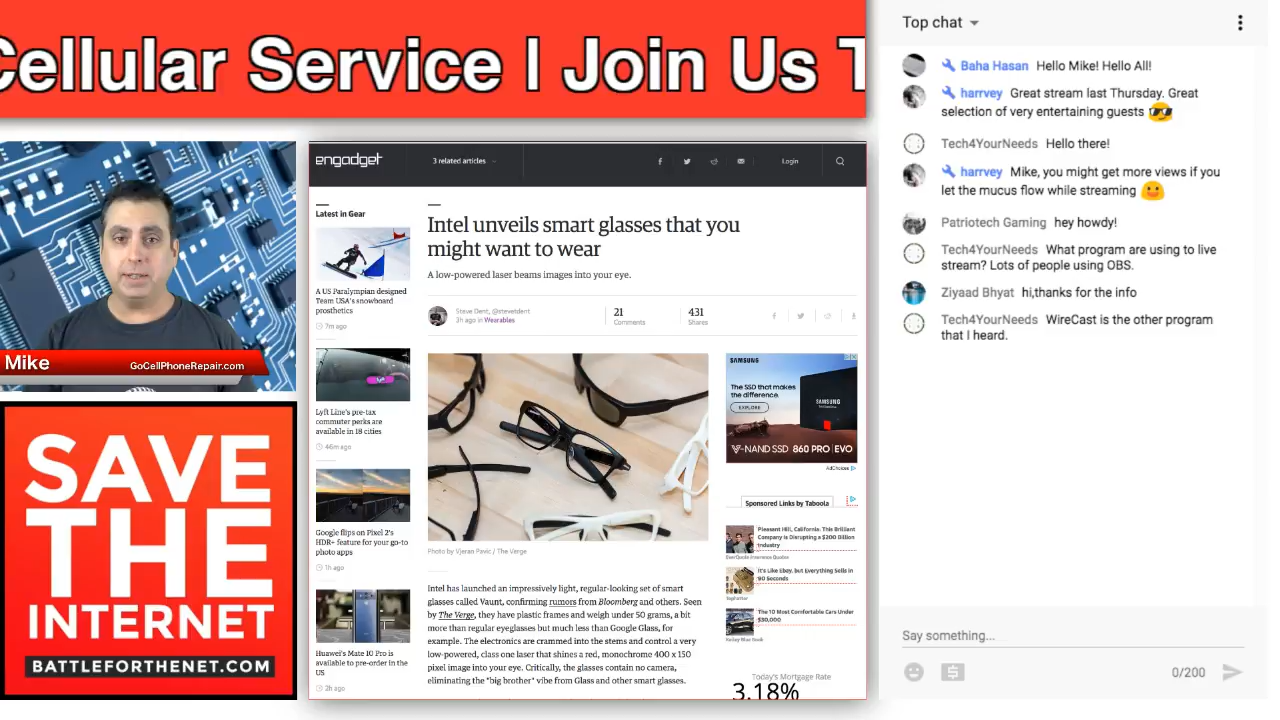 Cellular Service | Join Us T
Mike
GoCellPhoneRepair.com
SAVE
THE
INTERNET
BATTLEFORTHENET.COM
engadget
3 related articles
Login
Latest in Gear
A US Paralympian designed
Team USA's snowboard
prosthetics
7m ago
Lyft Line's pre-tax
commuter perks are
available in 18 cities
46m ago
Google flips on Pixel 2's
HDR+ feature for your go-to
photo apps
1h ago
Huawei's Mate 10 Pro is
available to pre-order in the
US
2h ago
Intel unveils smart glasses that you
might want to wear
A low-powered laser beams images into your eye.
Steve Dent, @stevetdent
3h ago in Wearables
21
Comments
431
Shares
Photo by Vjeran Pavic / The Verge
Intel has launched an impressively light, regular-looking set of smart
glasses called Vaunt, confirming rumors from Bloomberg and others. Seen
by The Verge, they have plastic frames and weigh under 50 grams, a bit
more than regular eyeglasses but much less than Google Glass, for
example. The electronics are crammed into the stems and control a very
low-powered, class one laser that shines a red, monochrome 400 x 150
pixel image into your eye. Critically, the glasses contain no camera,
eliminating the "big brother" vibe from Glass and other smart glasses.
SAMSUNG
The SSD that makes
the difference.
EXPLORE
SAMSUNG
V-NAND SSD 860 PRO | EVO
AdChoices
Sponsored Links by Taboola
Pleasant Hill, California: This Brilliant
Company Is Disrupting a $200 Billion
Industry
EverQuote Insurance Quotes
It's Like Ebay, but Everything Sells in
90 Seconds
Tophatter
The 10 Most Comfortable Cars Under
$30,000
Kelley Blue Book
Today's Mortgage Rate
3.18%
Top chat
Baha Hasan Hello Mike! Hello All!
harrvey Great stream last Thursday. Great
selection of very entertaining guests
Tech4YourNeeds Hello there!
harrvey Mike, you might get more views if you
let the mucus flow while streaming
Patriotech Gaming hey howdy!
Tech4YourNeeds What program are using to live
stream? Lots of people using OBS.
Ziyaad Bhyat hi,thanks for the info
Tech4YourNeeds WireCast is the other program
that I heard.
Say something...
0/200